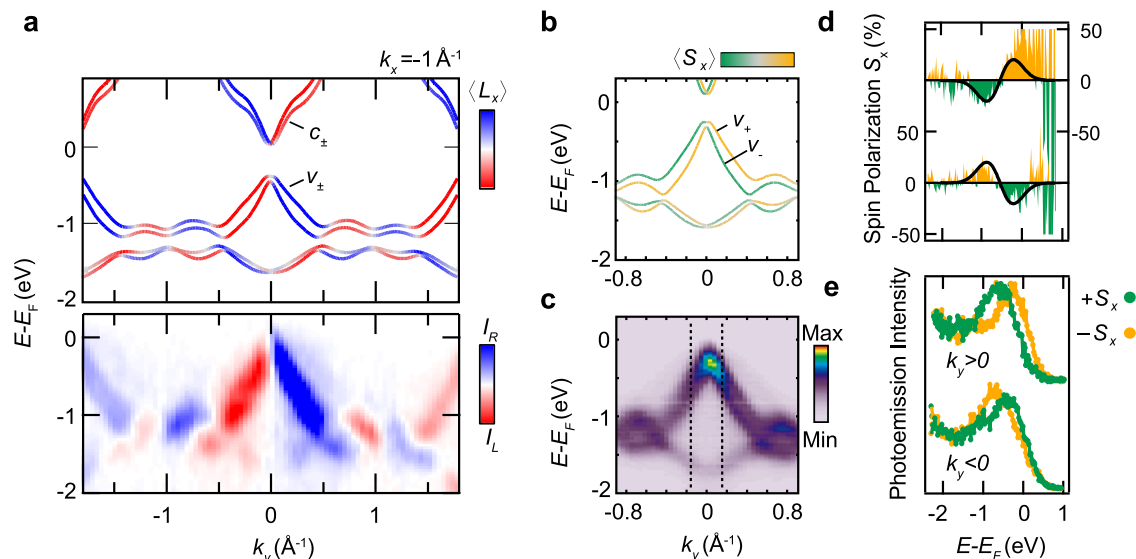 a
k_x = -1 Å⁻¹
⟨L_x⟩
c_±
v_±
0
-1
-2
E-E_F (eV)
0
-1
-2
I_R
I_L
-1
0
1
k_y (Å⁻¹)
b
⟨S_x⟩
v_+
v_-
0
-1
-2
E-E_F (eV)
-0.8
0
0.8
c
Max
Min
0
-1
-2
E-E_F (eV)
-0.8
0
0.8
k_y (Å⁻¹)
d
Spin Polarization S_x (%)
50
0
-50
50
0
-50
e
Photoemission Intensity
+S_x
−S_x
k_y>0
k_y<0
-2
-1
0
1
E-E_F (eV)